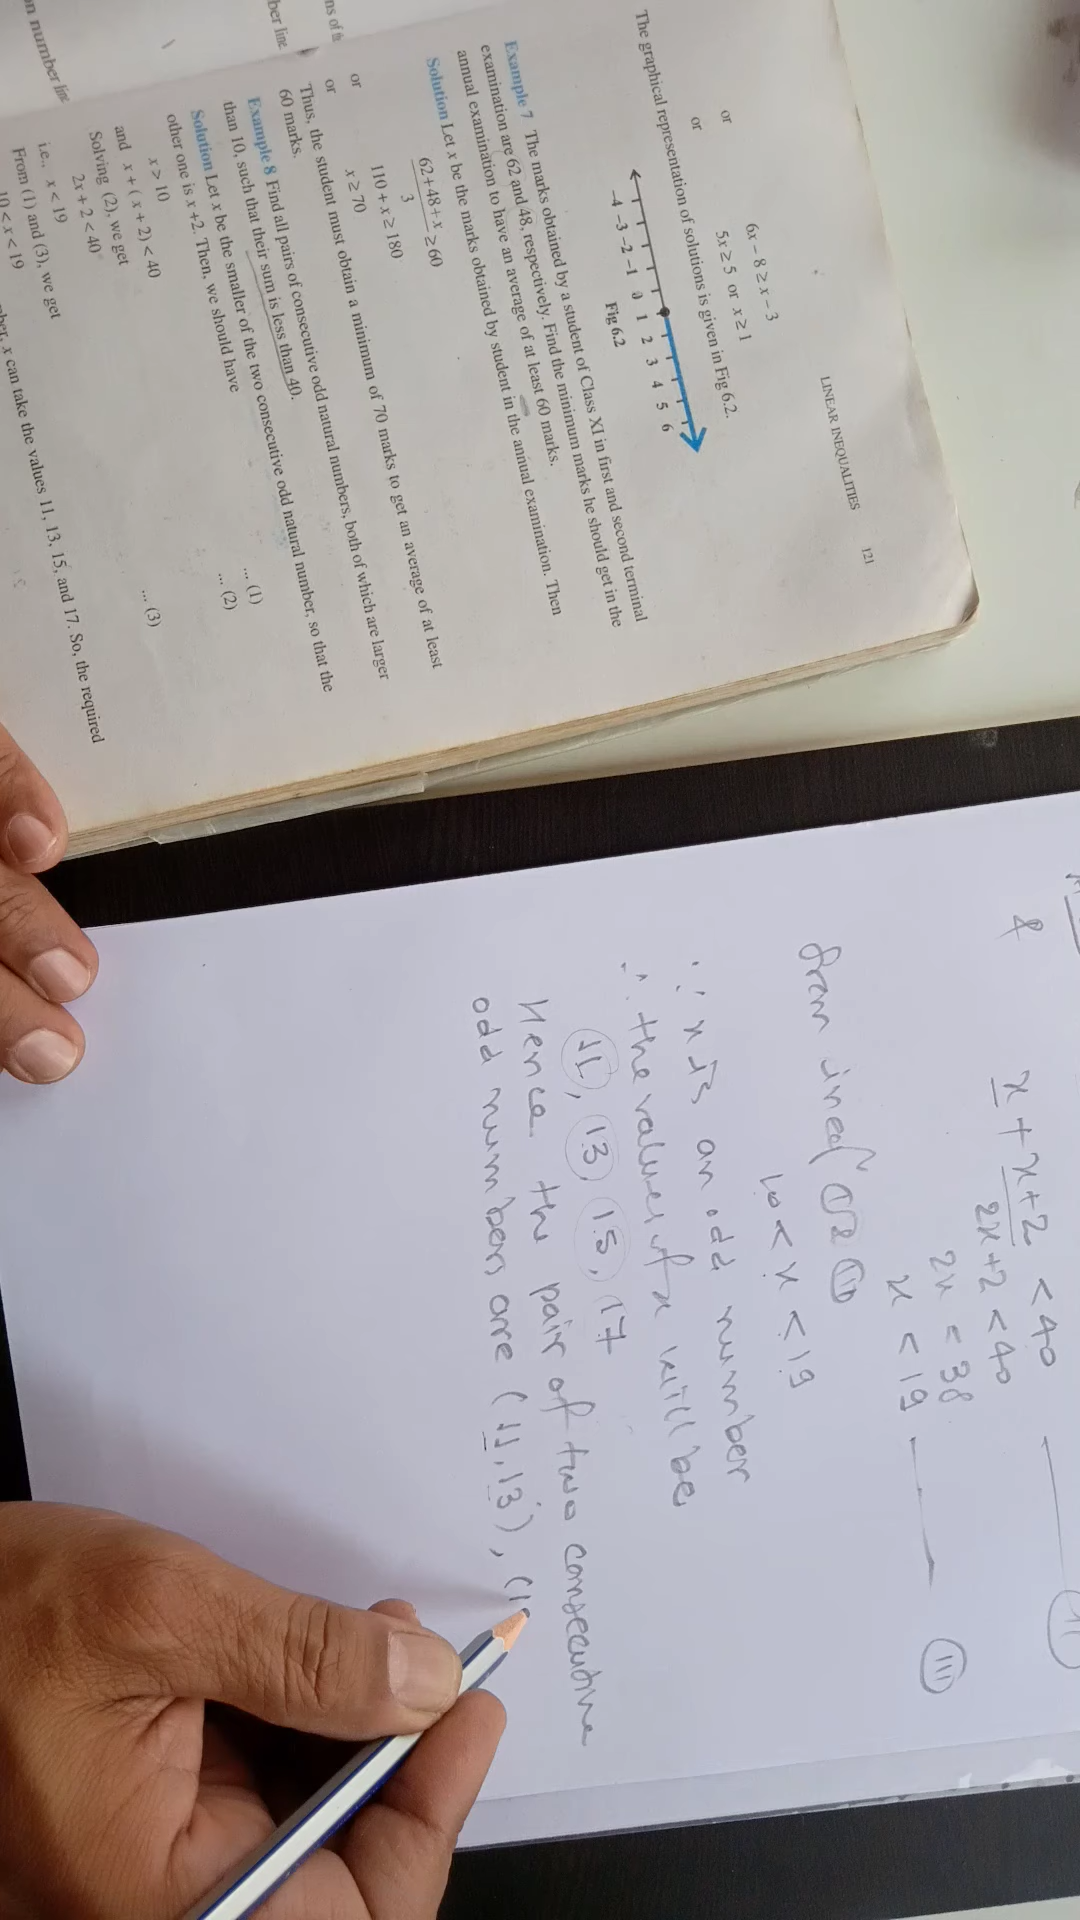 LINEAR INEQUALITIES 121
6x – 8 ≥ x – 3
or 5x ≥ 5 or x ≥ 1
or
The graphical representation of solutions is given in Fig 6.2.
–4 –3 –2 –1 0 1 2 3 4 5 6
Fig 6.2
Example 7 The marks obtained by a student of Class XI in first and second terminal
examination are 62 and 48, respectively. Find the minimum marks he should get in the
annual examination to have an average of at least 60 marks.
Solution Let x be the marks obtained by student in the annual examination. Then
(62+48+x)/3 ≥ 60
or 110 + x ≥ 180
or x ≥ 70
Thus, the student must obtain a minimum of 70 marks to get an average of at least
60 marks.
Example 8 Find all pairs of consecutive odd natural numbers, both of which are larger
than 10, such that their sum is less than 40.
Solution Let x be the smaller of the two consecutive odd natural number, so that the
other one is x +2. Then, we should have
x > 10 ... (1)
and x + ( x + 2) < 40 ... (2)
Solving (2), we get
2x + 2 < 40
i.e., x < 19 ... (3)
From (1) and (3), we get
10 < x < 19
x can take the values 11, 13, 15, and 17. So, the required
ber line
number line
&
x + x+2 < 40
2x+2 < 40
2x < 38
x < 19 (III)
from
10 < x < 19
∵ x is an odd number
∴ the values of x will be
11, 13, 15, 17
Hence the pair of two consecutive
odd numbers are (11,13), (1